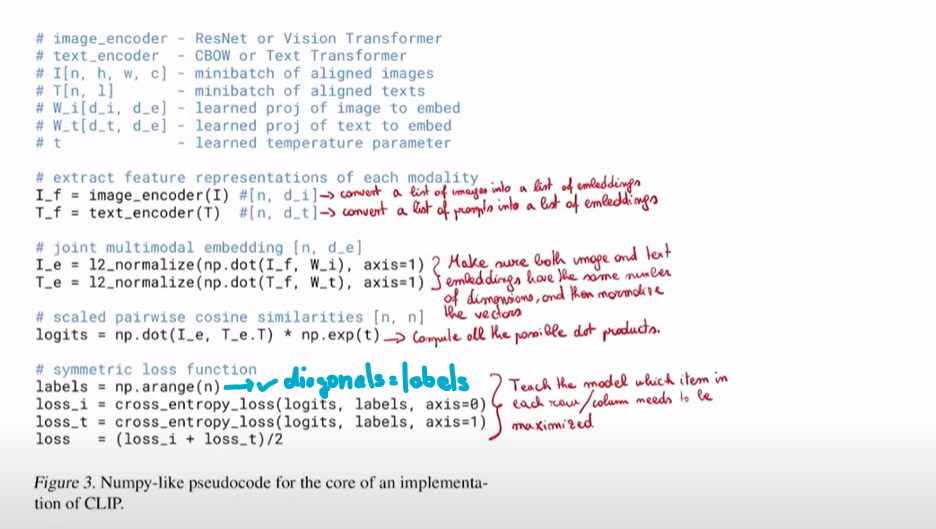 # image_encoder - ResNet or Vision Transformer
# text_encoder - CBOW or Text Transformer
# I[n, h, w, c] - minibatch of aligned images
# T[n, l] - minibatch of aligned texts
# W_i[d_i, d_e] - learned proj of image to embed
# W_t[d_t, d_e] - learned proj of text to embed
# t - learned temperature parameter
# extract feature representations of each modality
I_f = image_encoder(I) #[n, d_i] → convert a list of images into a list of embeddings
T_f = text_encoder(T) #[n, d_t] → convert a list of prompts into a list of embeddings
# joint multimodal embedding [n, d_e]
I_e = l2_normalize(np.dot(I_f, W_i), axis=1) Make sure both image and text
T_e = l2_normalize(np.dot(T_f, W_t), axis=1) embeddings have the same number
of dimensions, and then normalise
the vectors
# scaled pairwise cosine similarities [n, n]
logits = np.dot(I_e, T_e.T) * np.exp(t) → Compute all the possible dot products.
# symmetric loss function
labels = np.arange(n) → ✓ diagonals = labels Teach the model which item in
loss_i = cross_entropy_loss(logits, labels, axis=0) each row/column needs to be
loss_t = cross_entropy_loss(logits, labels, axis=1) maximized
loss = (loss_i + loss_t)/2
Figure 3. Numpy-like pseudocode for the core of an implementa-
tion of CLIP.